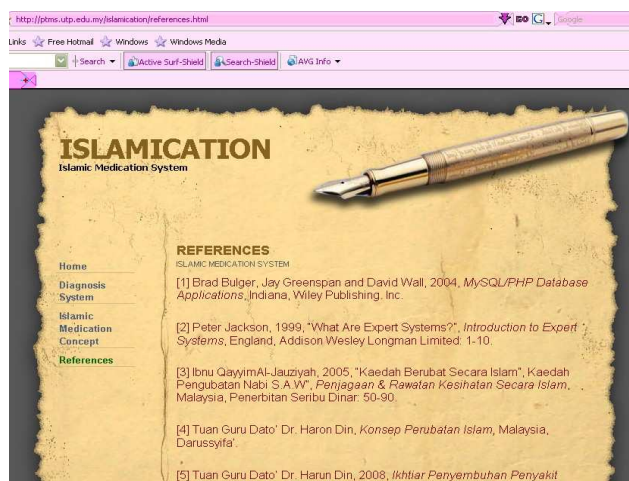 http://ptms.utp.edu.my/islamication/references.html
Google
Links Free Hotmail Windows Windows Media
Search Active Surf-Shield Search-Shield AVG Info
ISLAMICATION
Islamic Medication System
Home
Diagnosis
System
Islamic
Medication
Concept
References
REFERENCES
ISLAMIC MEDICATION SYSTEM
[1] Brad Bulger, Jay Greenspan and David Wall, 2004, MySQL/PHP Database
Applications, Indiana, Wiley Publishing. Inc.
[2] Peter Jackson, 1999, "What Are Expert Systems?", Introduction to Expert
Systems, England, Addison Wesley Longman Limited: 1-10.
[3] Ibnu QayyimAl-Jauziyah, 2005, "Kaedah Berubat Secara Islam", Kaedah
Pengubatan Nabi S.A.W", Penjagaan & Rawatan Kesihatan Secara Islam,
Malaysia, Penerbitan Seribu Dinar: 50-90.
[4] Tuan Guru Dato' Dr. Haron Din, Konsep Perubatan Islam, Malaysia,
Darussyifa'.
[5] Tuan Guru Dato' Dr. Harun Din, 2008, Ikhtiar Penyembuhan Penyakit